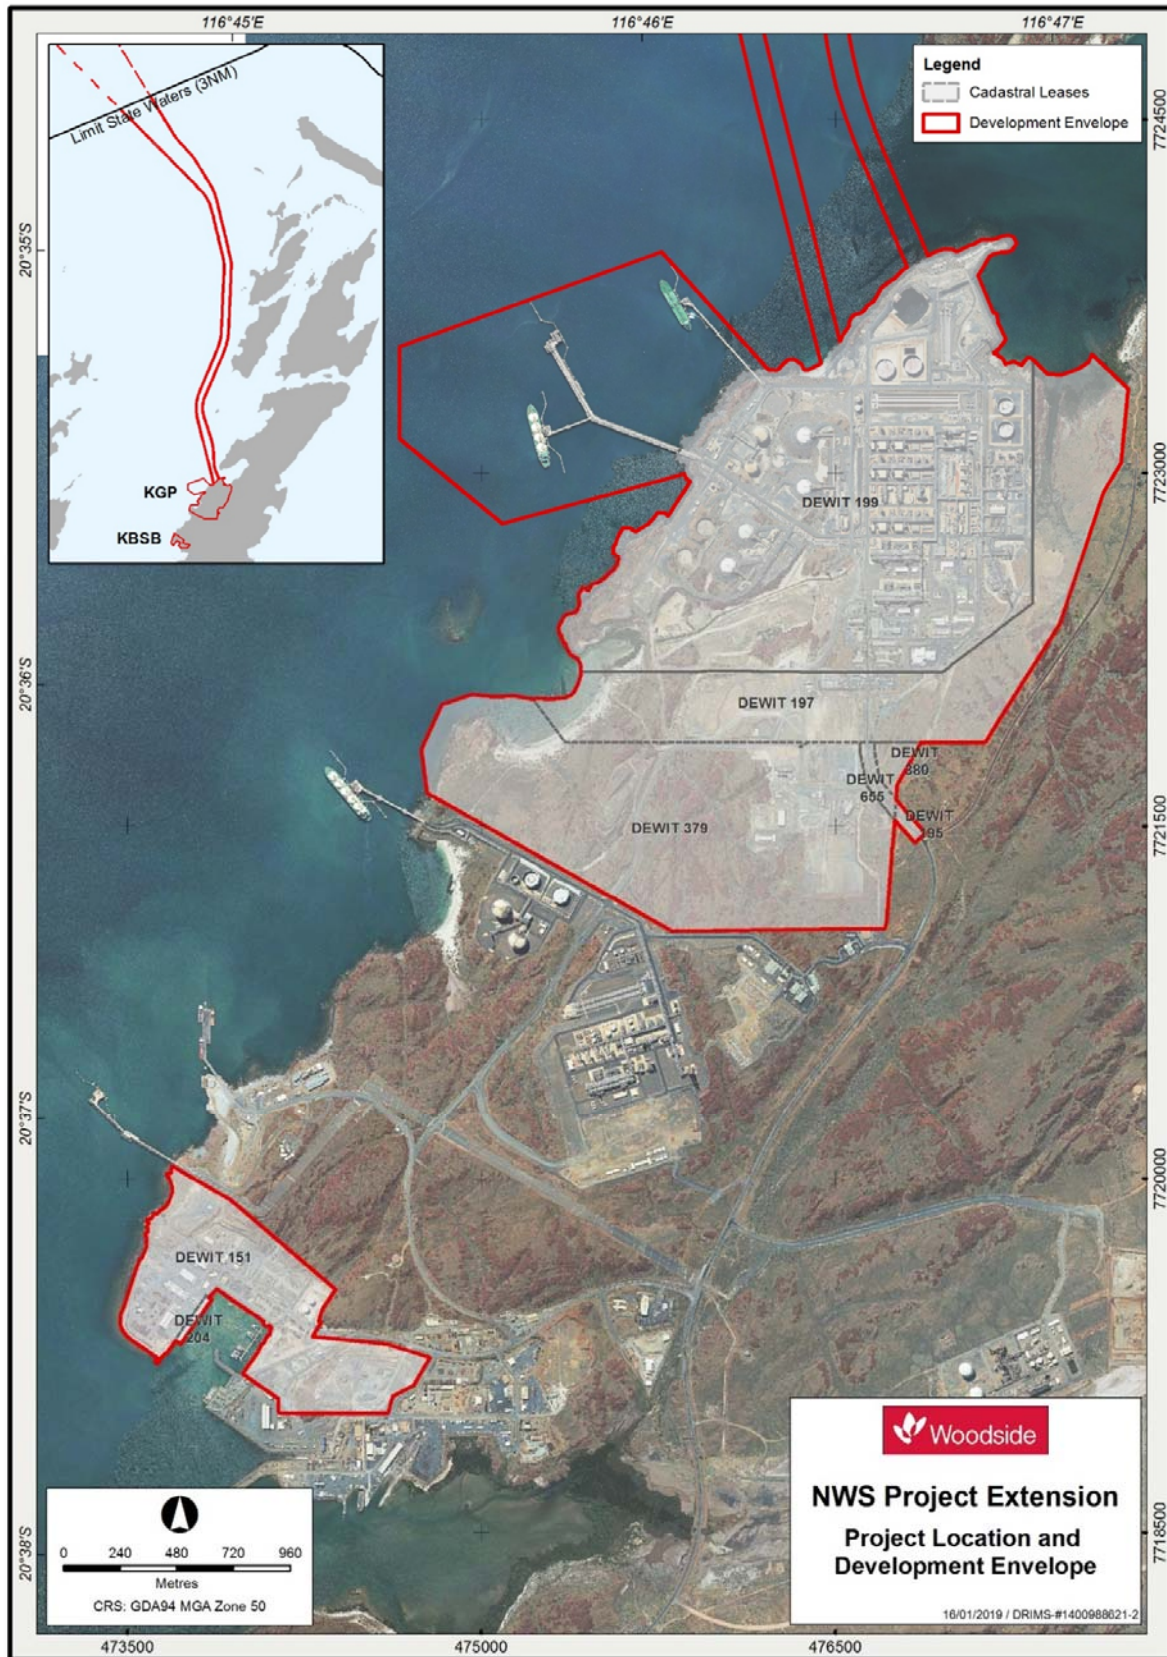 116°45'E
116°46'E
116°47'E
Limit State Waters (3NM)
KGP
KBSB
Legend
Cadastral Leases
Development Envelope
7724500
20°35'S
7723000
DEWIT 199
20°36'S
DEWIT 197
DEWIT
380
DEWIT
655
DEWIT
DEWIT 379
7721500
20°37'S
7720000
DEWIT 151
DEWIT
204
Woodside
NWS Project Extension
Project Location and
Development Envelope
16/01/2019 / DRIMS-#1400988621-2
7718500
20°38'S
0 240 480 720 960
Metres
CRS: GDA94 MGA Zone 50
473500
475000
476500